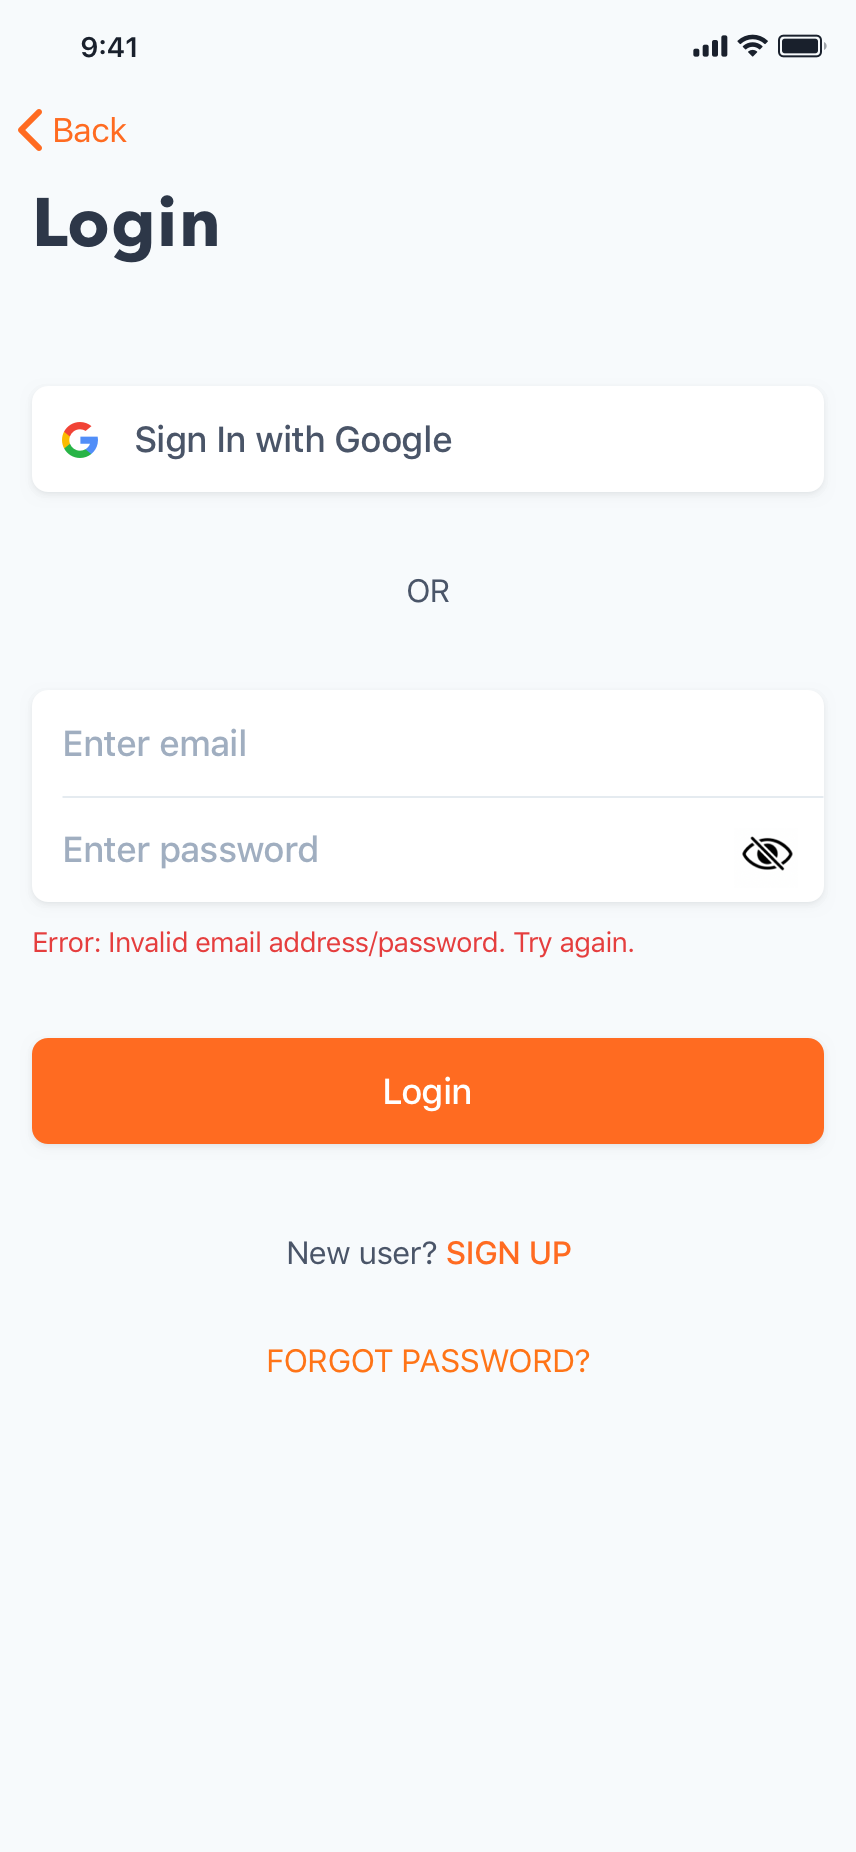 9:41
Back
Login
Sign In with Google
OR
Enter email
Enter password
Error: Invalid email address/password. Try again.
Login
New user? SIGN UP
FORGOT PASSWORD?